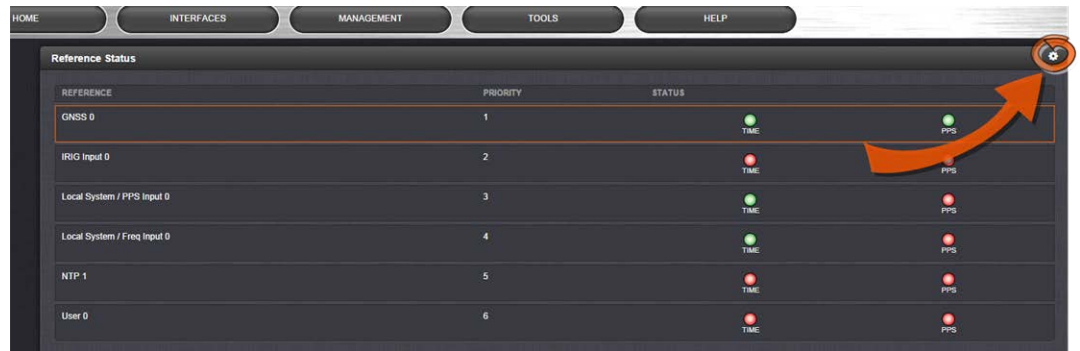 HOME INTERFACES MANAGEMENT TOOLS HELP
Reference Status
REFERENCE PRIORITY STATUS
GNSS 0 1
TIME PPS
IRIG Input 0 2
TIME PPS
Local System / PPS Input 0 3
TIME PPS
Local System / Freq Input 0 4
TIME PPS
NTP 1 5
TIME PPS
User 0 6
TIME PPS